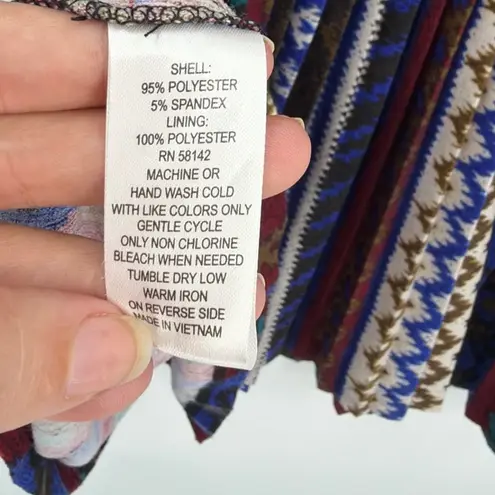 SHELL:
95% POLYESTER
5% SPANDEX
LINING:
100% POLYESTER
RN 58142
MACHINE OR
HAND WASH COLD
WITH LIKE COLORS ONLY
GENTLE CYCLE
ONLY NON CHLORINE
BLEACH WHEN NEEDED
TUMBLE DRY LOW
WARM IRON
ON REVERSE SIDE
MADE IN VIETNAM